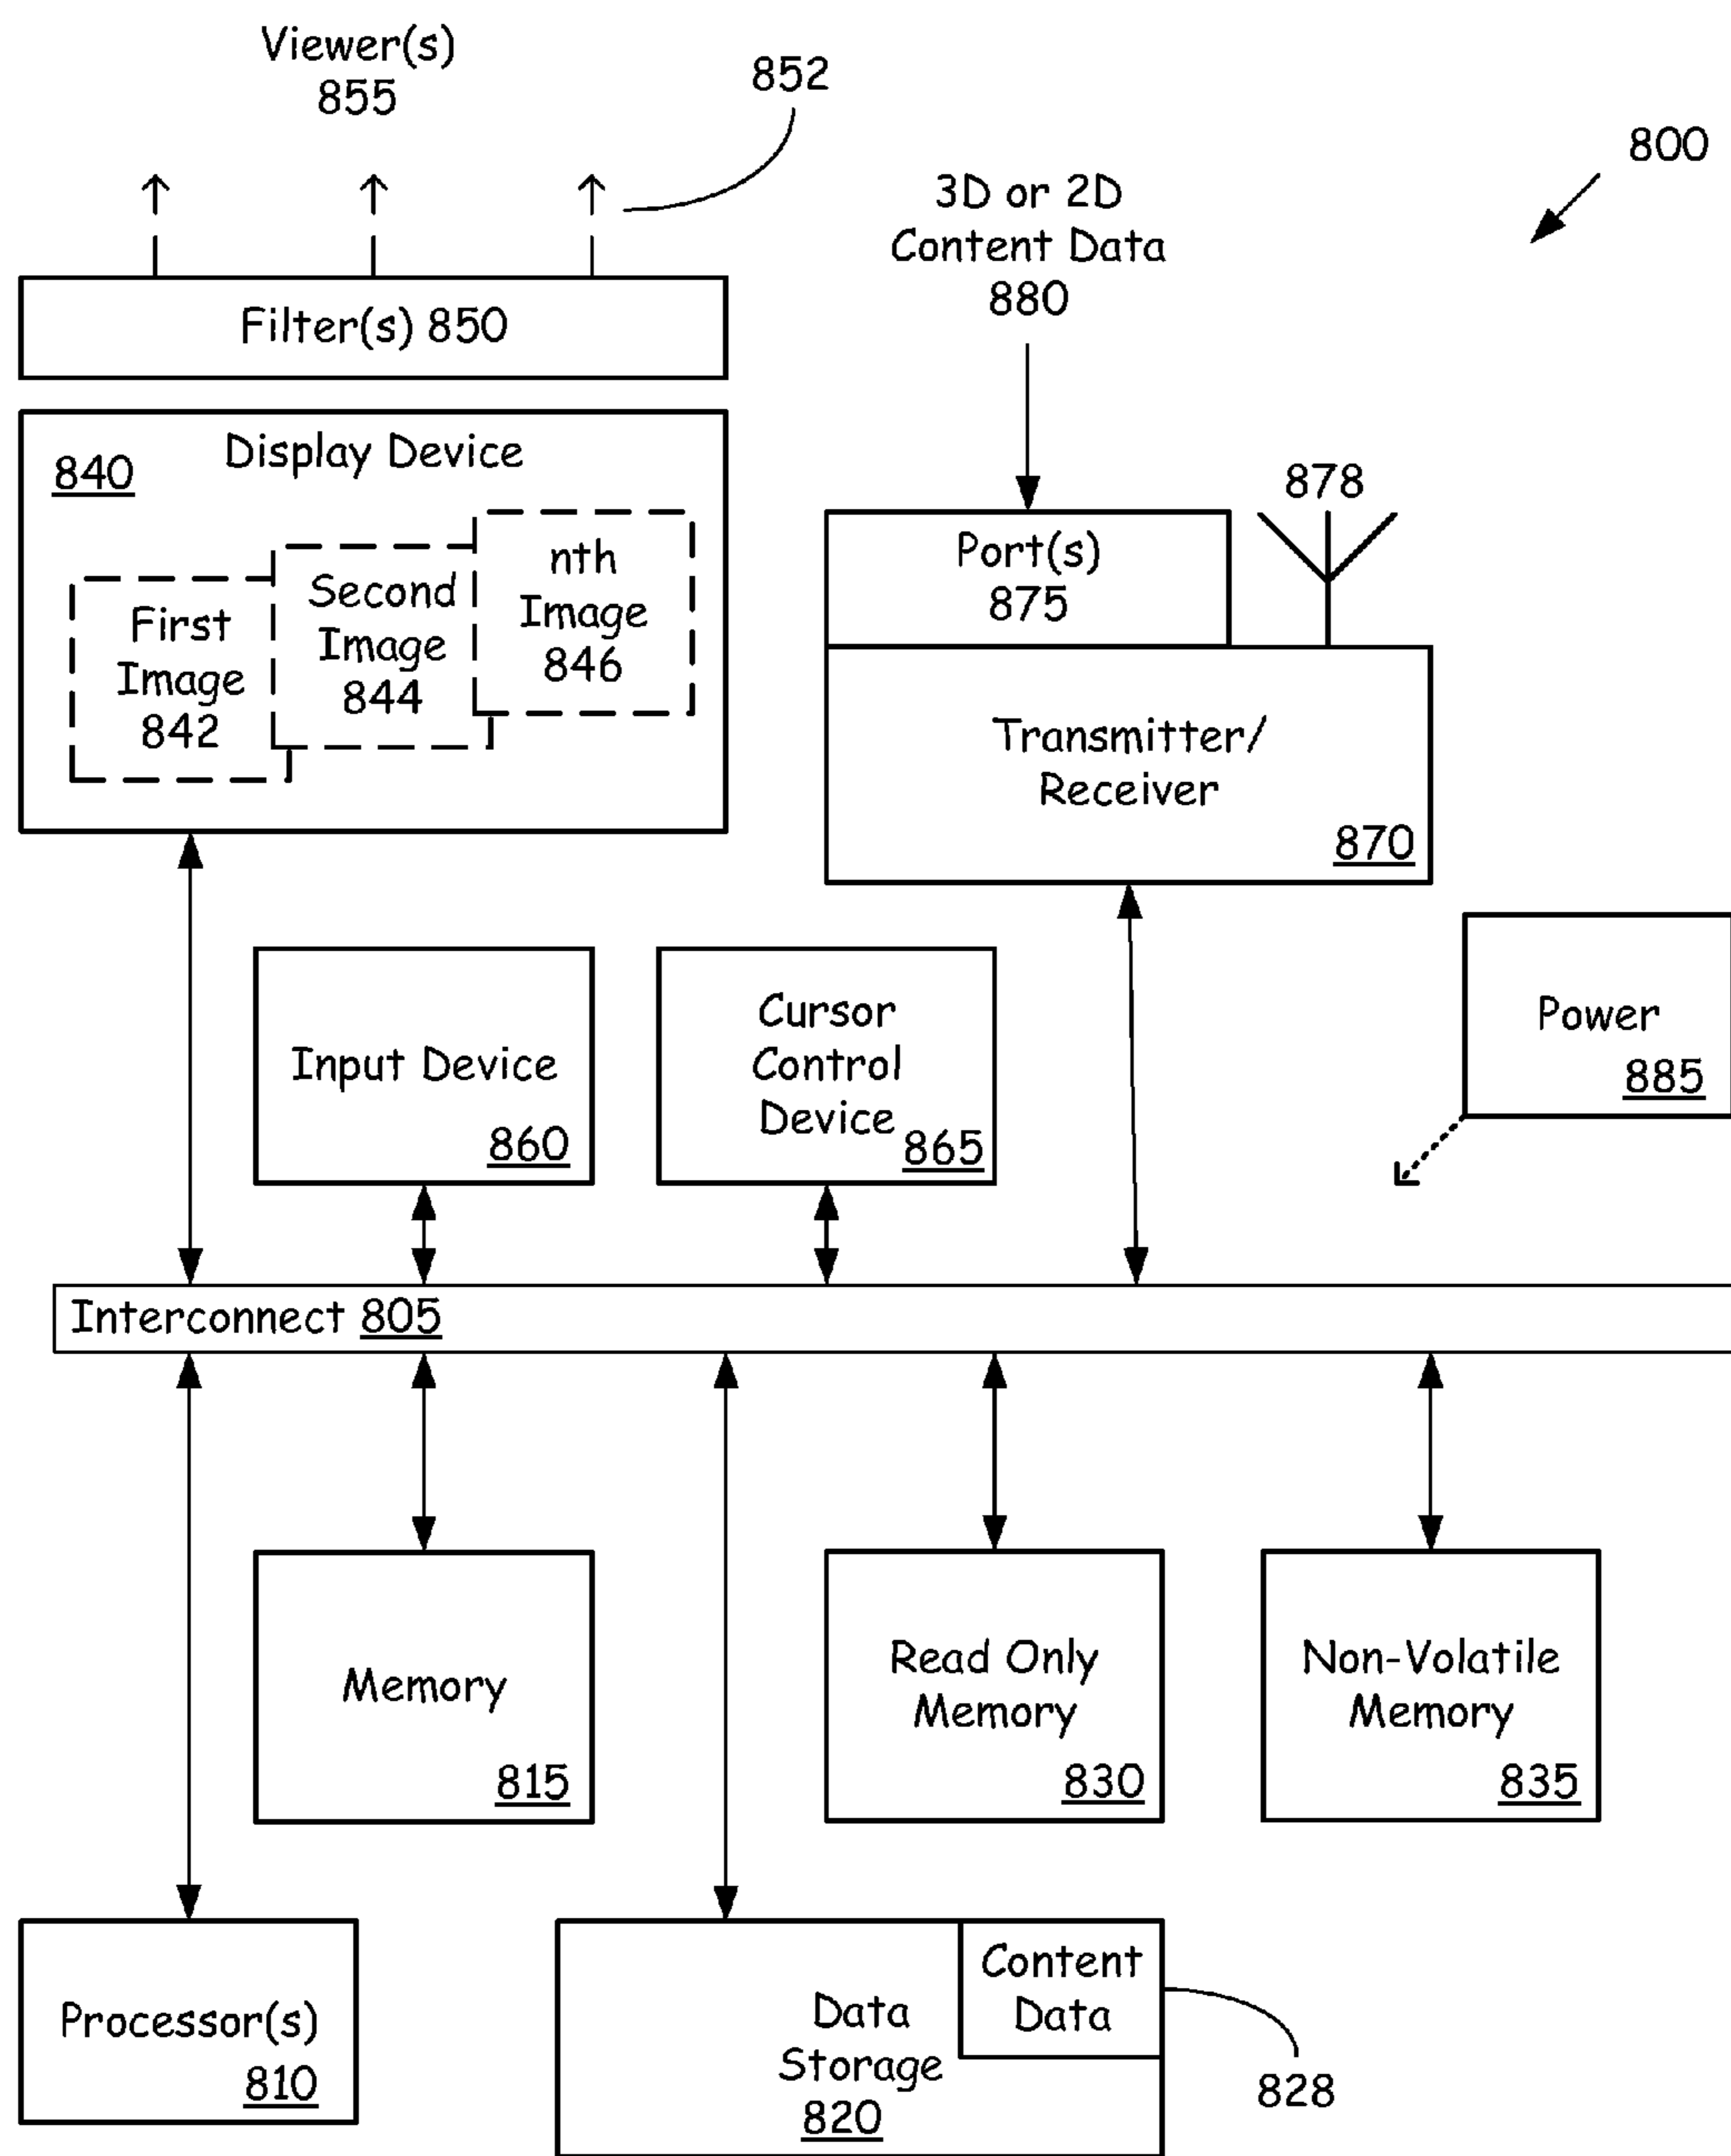 Viewer(s)
855
852
800
3D or 2D
Content Data
880
Filter(s) 850
Display Device
840
First
Image
842
Second
Image
844
nth
Image
846
Port(s)
875
878
Transmitter/
Receiver
870
Input Device
860
Cursor
Control
Device
865
Power
885
Interconnect 805
Memory
815
Read Only
Memory
830
Non-Volatile
Memory
835
Processor(s)
810
Data
Storage
820
Content
Data
828